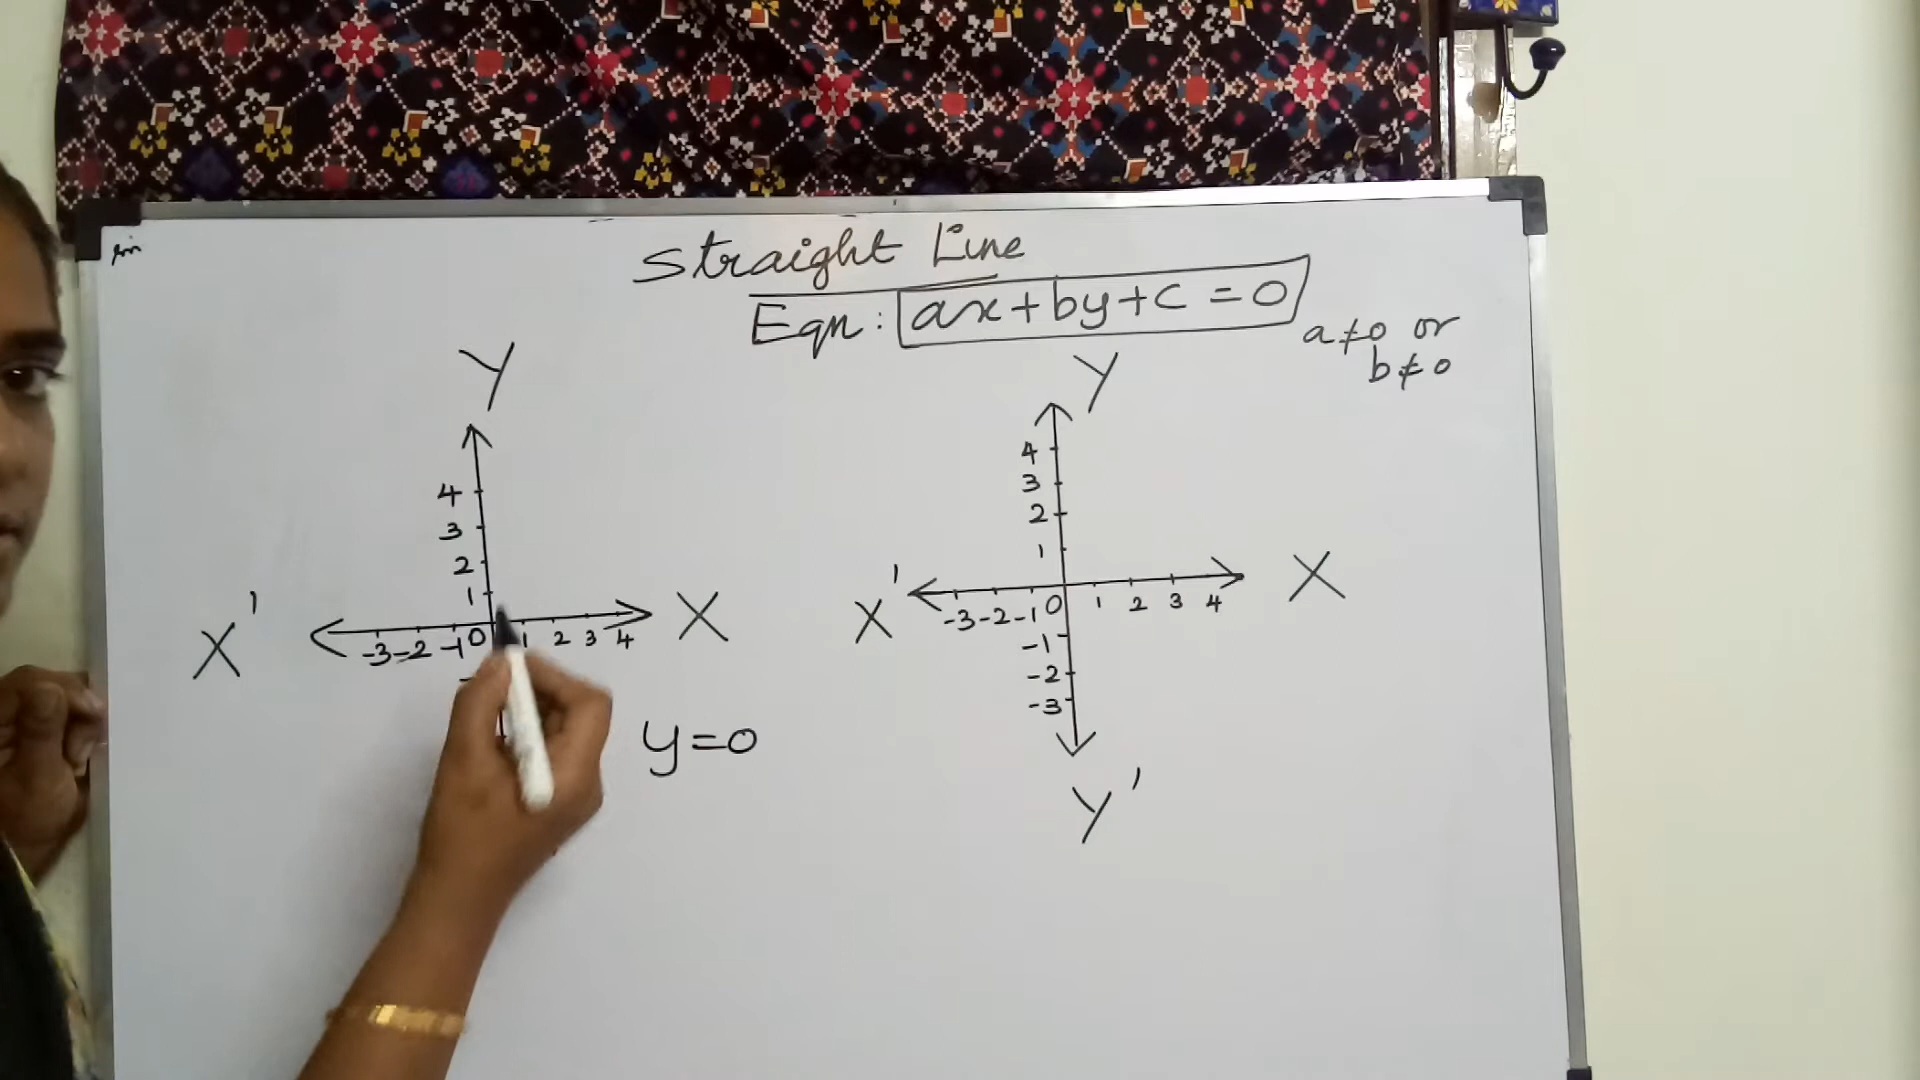 Straight Line
Eqn: ax+by+c=0
a≠0 or
b≠0
Y
4
3
2
1
X' -3 -2 -1 0 1 2 3 4 X
y=0
Y
4
3
2
1
X' -3 -2 -1 0 1 2 3 4 X
-1
-2
-3
Y'